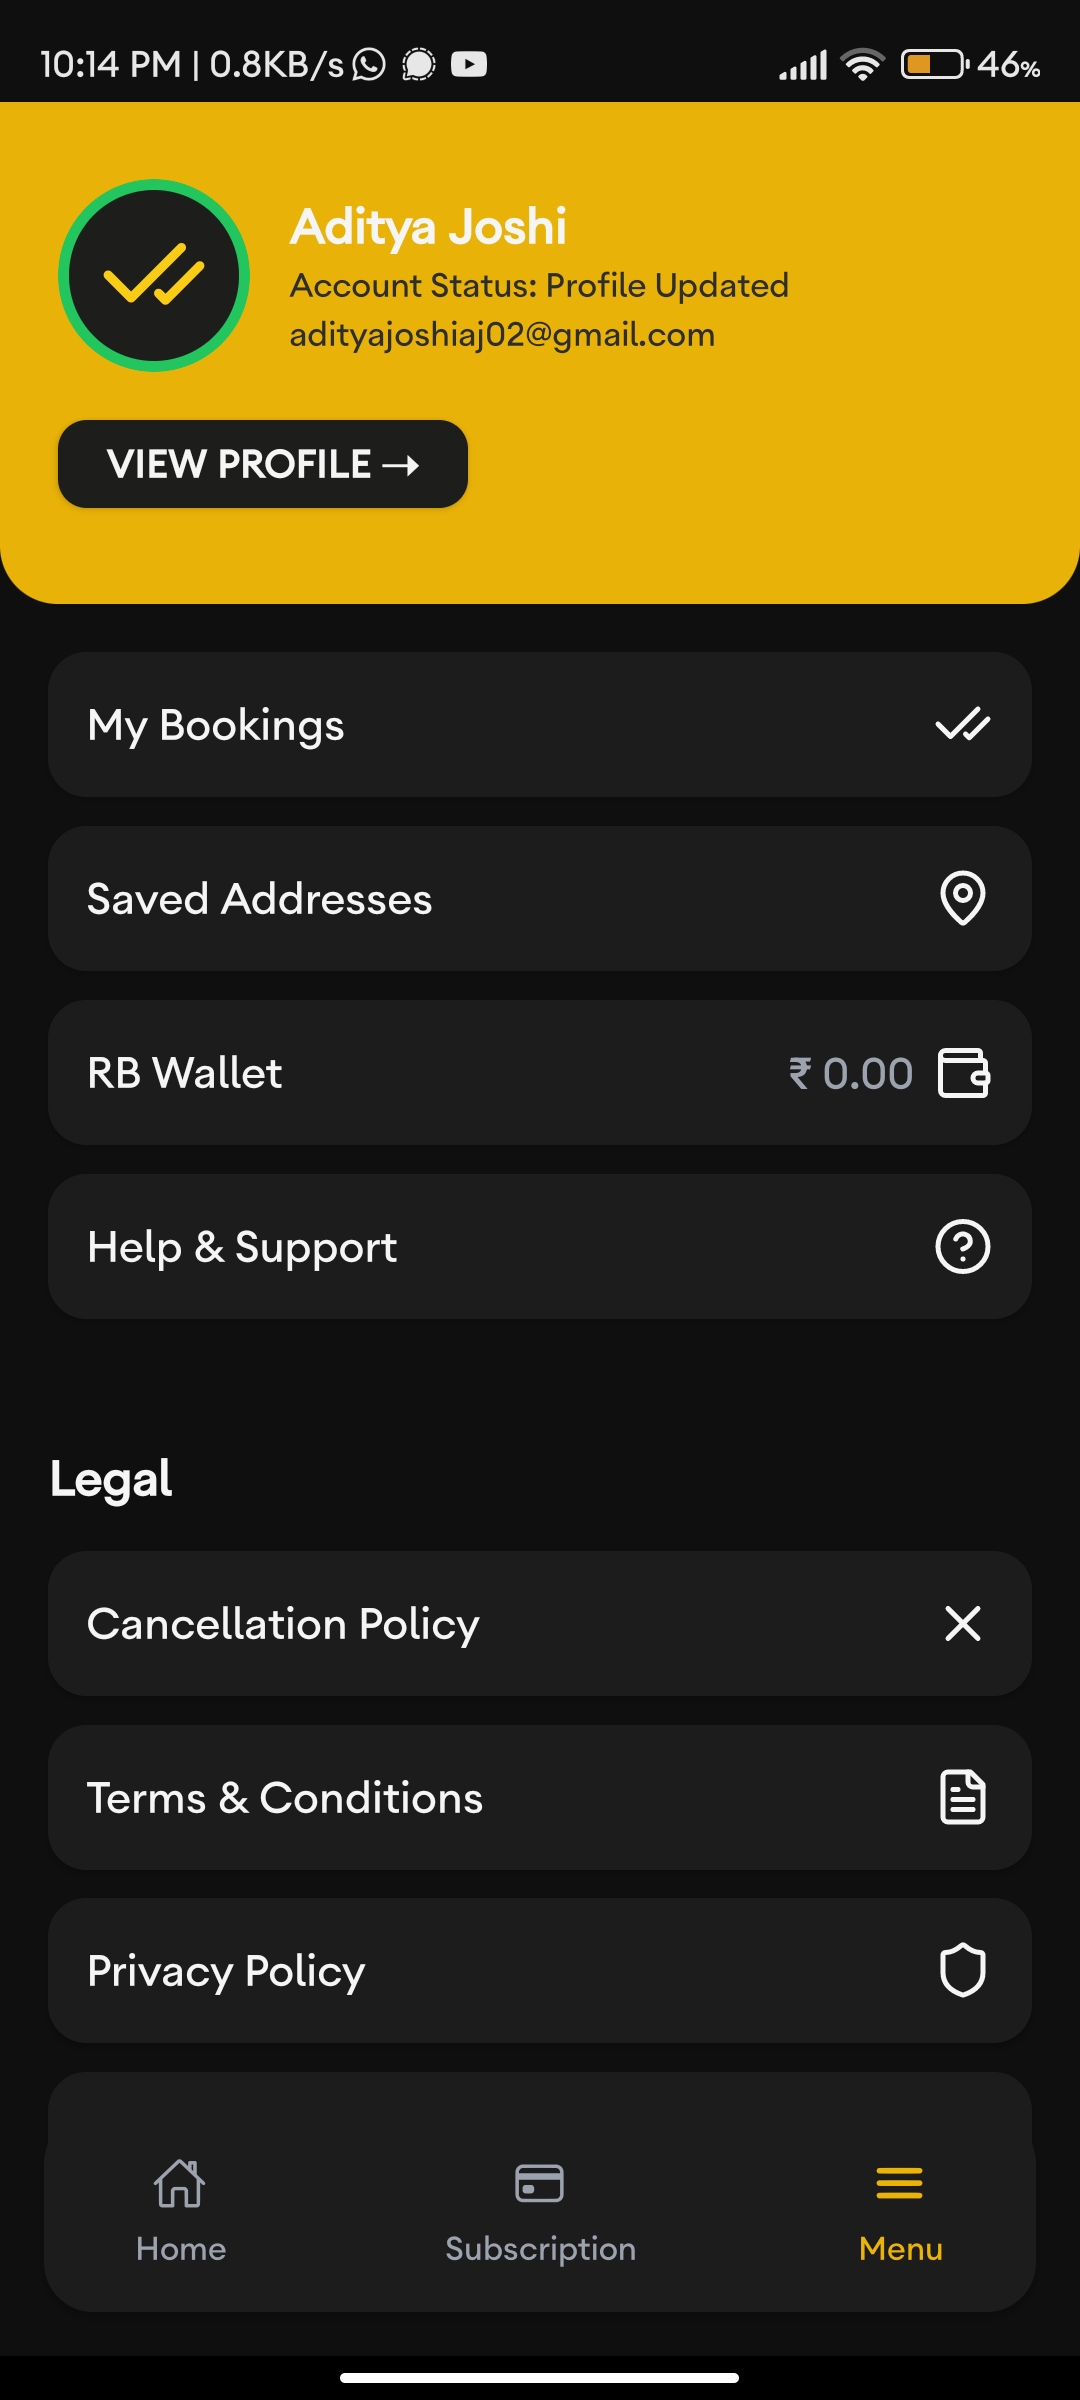 10:14 PM | 0.8KB/s 46%
Aditya Joshi
Account Status: Profile Updated
adityajoshiaj02@gmail.com
VIEW PROFILE →
My Bookings
Saved Addresses
RB Wallet ₹ 0.00
Help & Support
Legal
Cancellation Policy
Terms & Conditions
Privacy Policy
Home Subscription Menu